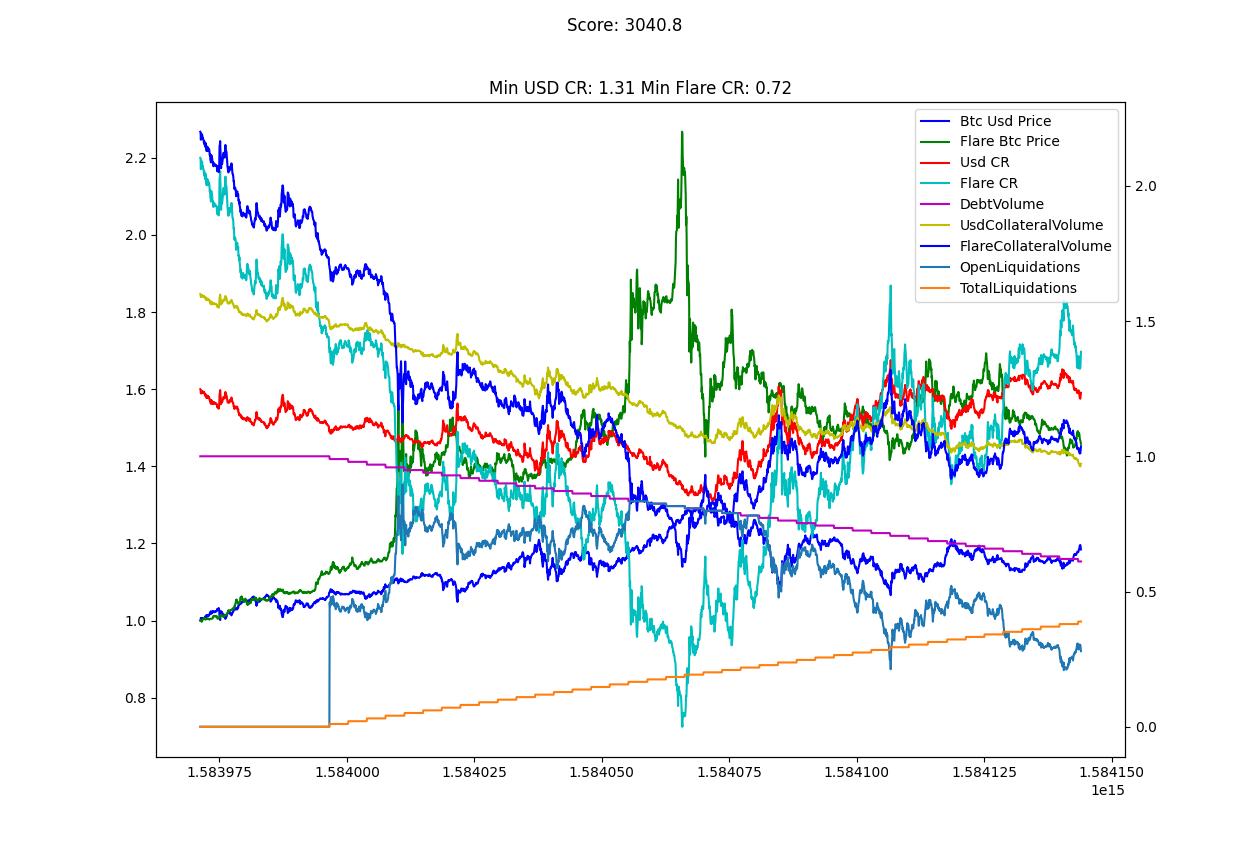 Score: 3040.8
Min USD CR: 1.31 Min Flare CR: 0.72
Btc Usd Price
Flare Btc Price
Usd CR
Flare CR
DebtVolume
UsdCollateralVolume
FlareCollateralVolume
OpenLiquidations
TotalLiquidations
2.2
2.0
1.8
1.6
1.4
1.2
1.0
0.8
2.0
1.5
1.0
0.5
0.0
1.583975 1.584000 1.584025 1.584050 1.584075 1.584100 1.584125 1.584150
1e15